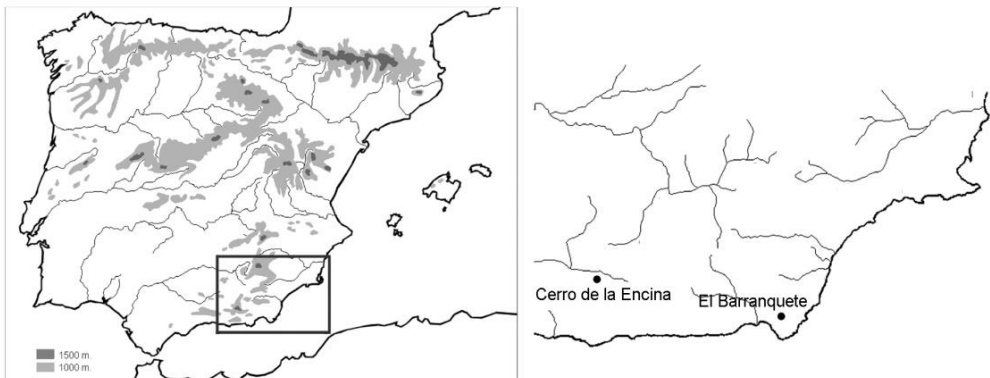 1500 m.
1000 m.
Cerro de la Encina
El Barranquete